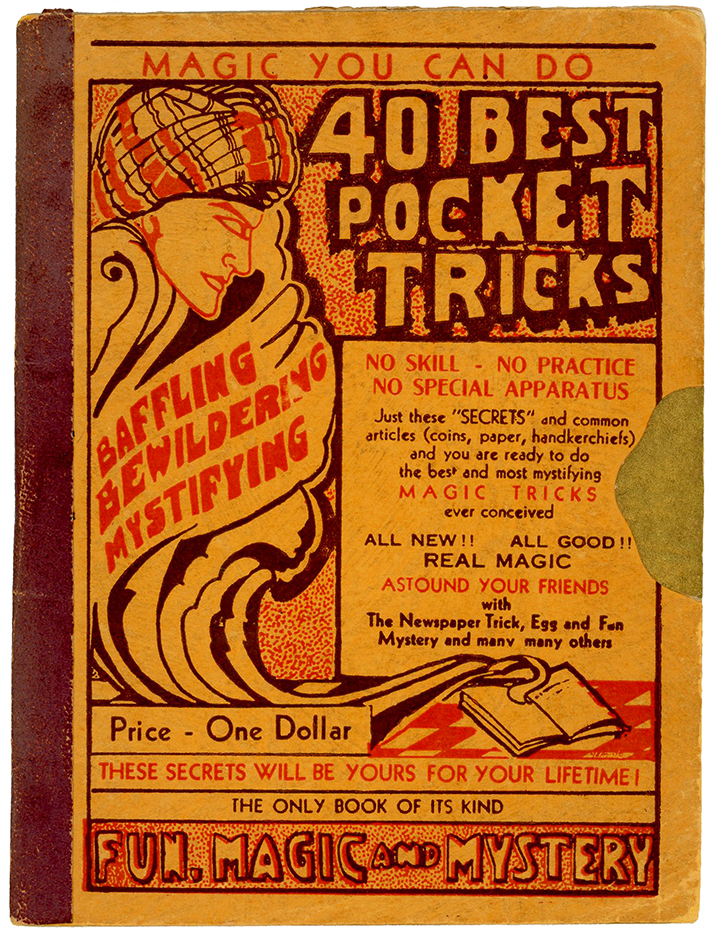 MAGIC YOU CAN DO
40 BEST
POCKET
TRICKS
BAFFLING
BEWILDERING
MYSTIFYING
NO SKILL - NO PRACTICE
NO SPECIAL APPARATUS
Just these "SECRETS" and common
articles (coins, paper, handkerchiefs)
and you are ready to do
the best and most mystifying
MAGIC TRICKS
ever conceived
ALL NEW!! ALL GOOD!!
REAL MAGIC
ASTOUND YOUR FRIENDS
with
The Newspaper Trick, Egg and Fan
Mystery and many many others
Price - One Dollar
THESE SECRETS WILL BE YOURS FOR YOUR LIFETIME!
THE ONLY BOOK OF ITS KIND
FUN, MAGIC AND MYSTERY